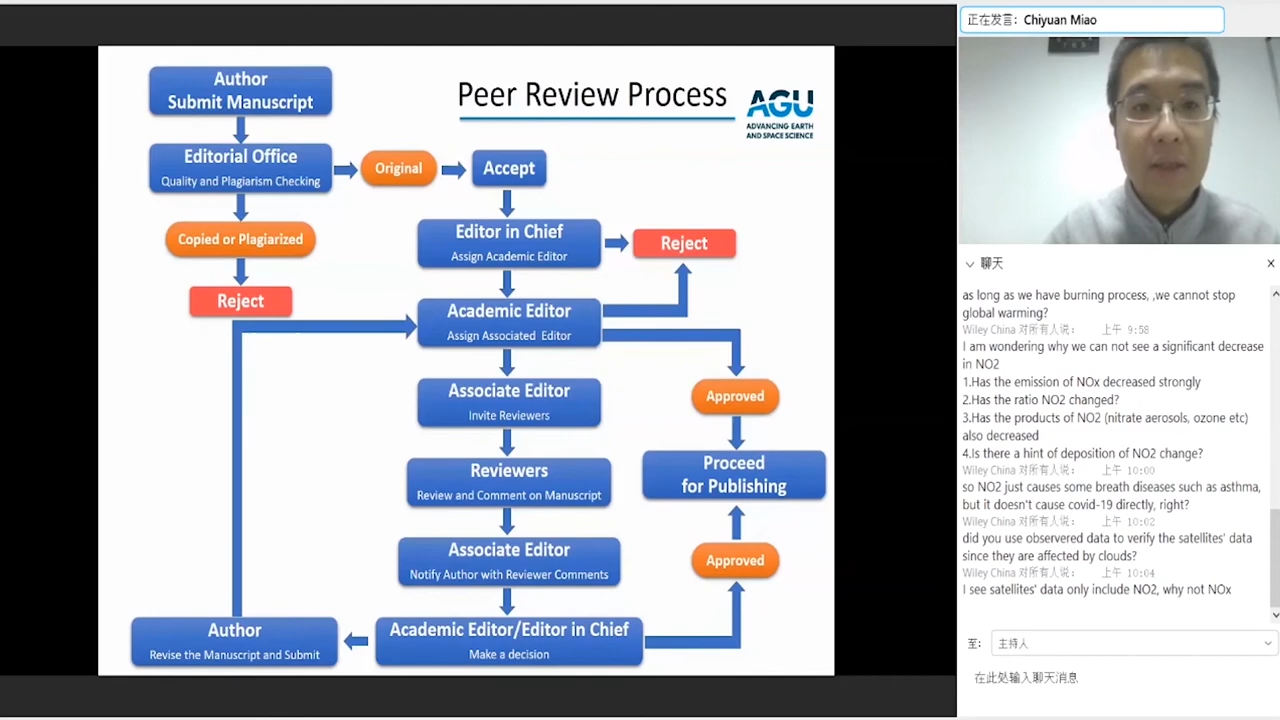 Author
Submit Manuscript
Peer Review Process
AGU
ADVANCING EARTH
AND SPACE SCIENCE
Editorial Office
Quality and Plagiarism Checking
Original
Accept
Copied or Plagiarized
Reject
Editor in Chief
Assign Academic Editor
Reject
Academic Editor
Assign Associated Editor
Associate Editor
Invite Reviewers
Approved
Reviewers
Review and Comment on Manuscript
Proceed
for Publishing
Associate Editor
Notify Author with Reviewer Comments
Approved
Author
Revise the Manuscript and Submit
Academic Editor/Editor in Chief
Make a decision
正在发言: Chiyuan Miao
聊天
as long as we have burning process, ,we cannot stop
global warming?
Wiley China 对所有人说: 上午 9:58
I am wondering why we can not see a significant decrease
in NO2
1.Has the emission of NOx decreased strongly
2.Has the ratio NO2 changed?
3.Has the products of NO2 (nitrate aerosols, ozone etc)
also decreased
4.Is there a hint of deposition of NO2 change?
Wiley China 对所有人说: 上午 10:00
so NO2 just causes some breath diseases such as asthma,
but it doesn't cause covid-19 directly, right?
Wiley China 对所有人说: 上午 10:02
did you use observered data to verify the satellites' data
since they are affected by clouds?
Wiley China 对所有人说: 上午 10:04
I see satellites' data only include NO2, why not NOx
至: 主持人
在此处输入聊天消息